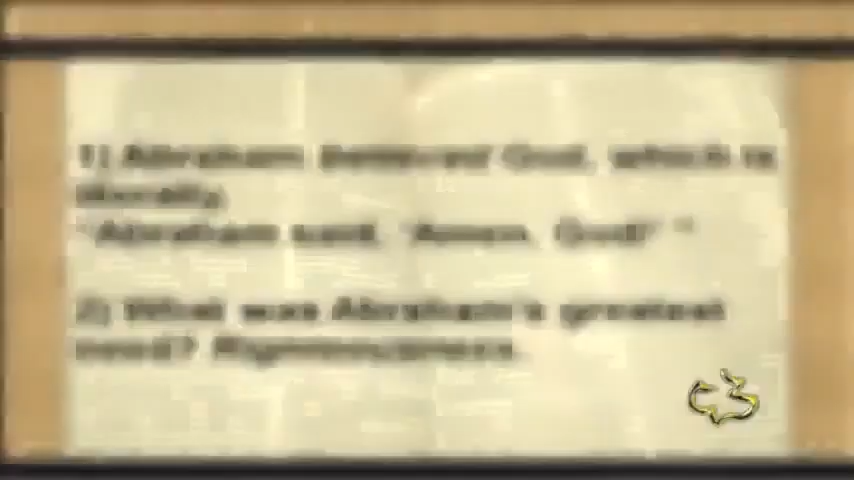 1) Abraham believed God, which is
literally,
"Abraham said, 'Amen, God!' "
2) What was Abraham's greatest
need? Righteousness.